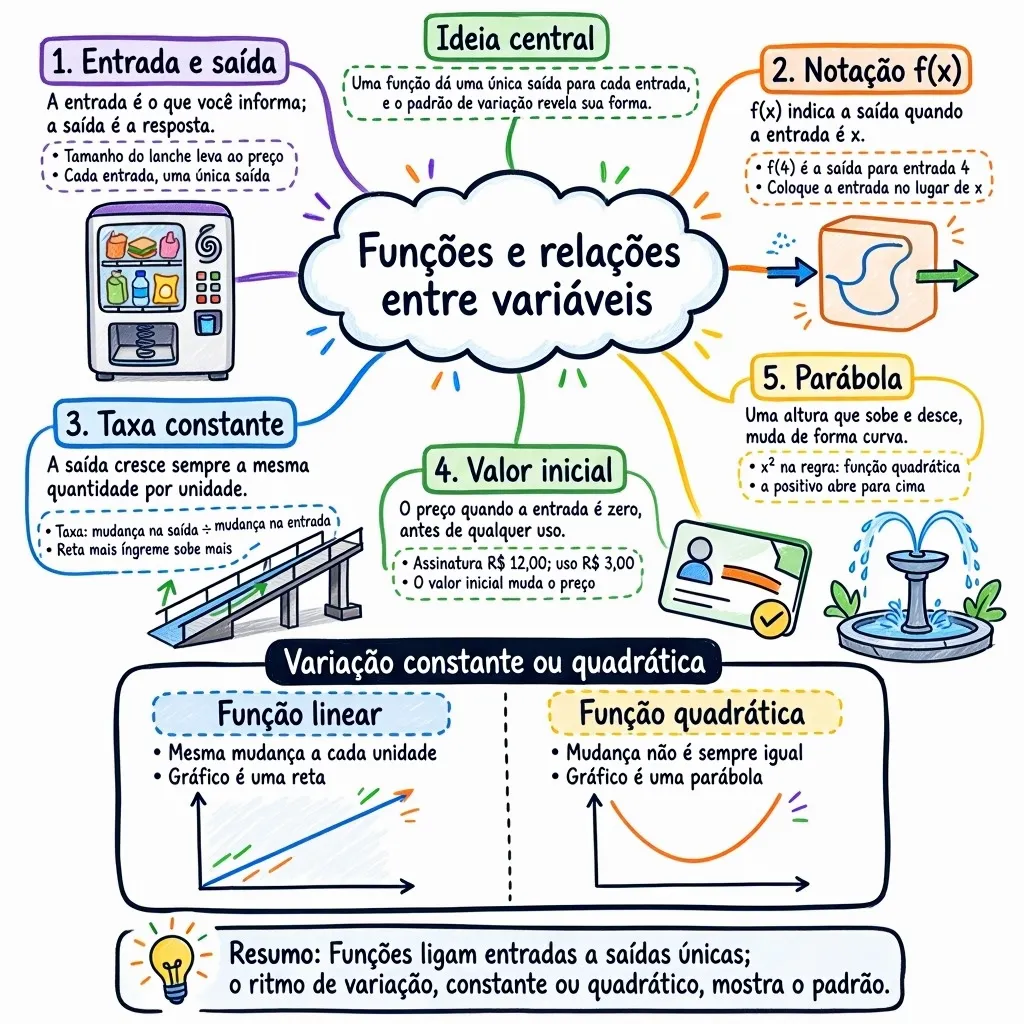 Ideia central
Uma função dá uma única saída para cada entrada,
e o padrão de variação revela sua forma.
1. Entrada e saída
A entrada é o que você informa;
a saída é a resposta.
• Tamanho do lanche leva ao preço
• Cada entrada, uma única saída
2. Notação f(x)
f(x) indica a saída quando
a entrada é x.
• f(4) é a saída para entrada 4
• Coloque a entrada no lugar de x
Funções e relações
entre variáveis
3. Taxa constante
A saída cresce sempre a mesma
quantidade por unidade.
• Taxa: mudança na saída ÷ mudança na entrada
• Reta mais íngreme sobe mais
4. Valor inicial
O preço quando a entrada é zero,
antes de qualquer uso.
• Assinatura R$ 12,00; uso R$ 3,00
• O valor inicial muda o preço
5. Parábola
Uma altura que sobe e desce,
muda de forma curva.
• x² na regra: função quadrática
• a positivo abre para cima
Variação constante ou quadrática
Função linear
• Mesma mudança a cada unidade
• Gráfico é uma reta
Função quadrática
• Mudança não é sempre igual
• Gráfico é uma parábola
Resumo: Funções ligam entradas a saídas únicas;
o ritmo de variação, constante ou quadrático, mostra o padrão.